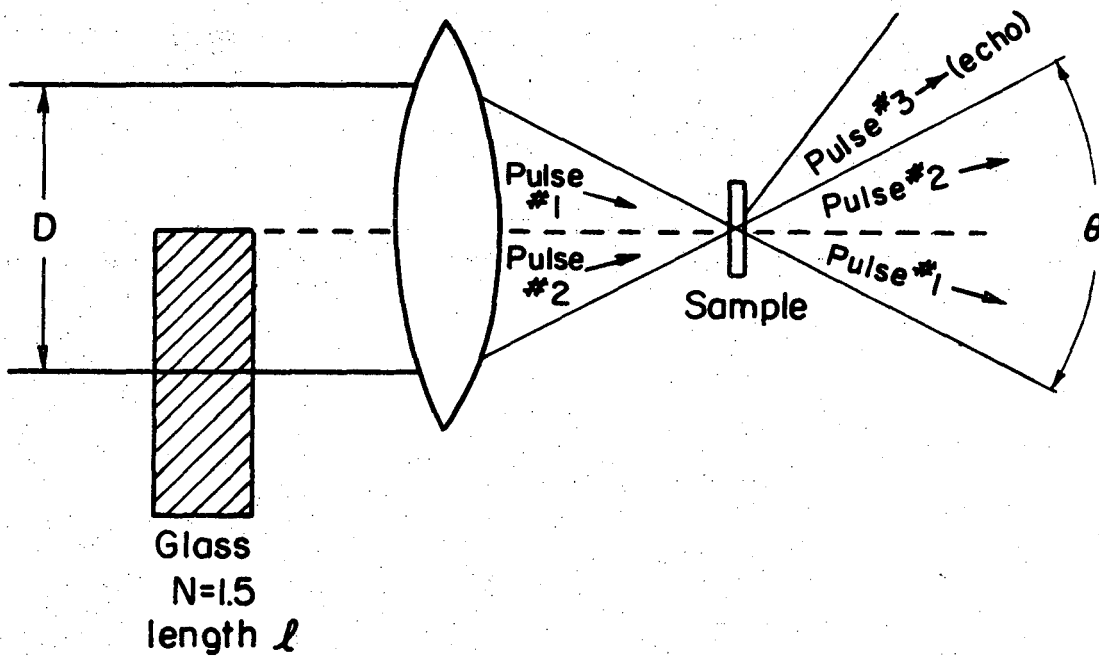 Pulse #3 → (echo)
Pulse #2
Pulse
#1
D
θ
Pulse
#2
Pulse #1
Sample
Glass
N=1.5
length ℓ